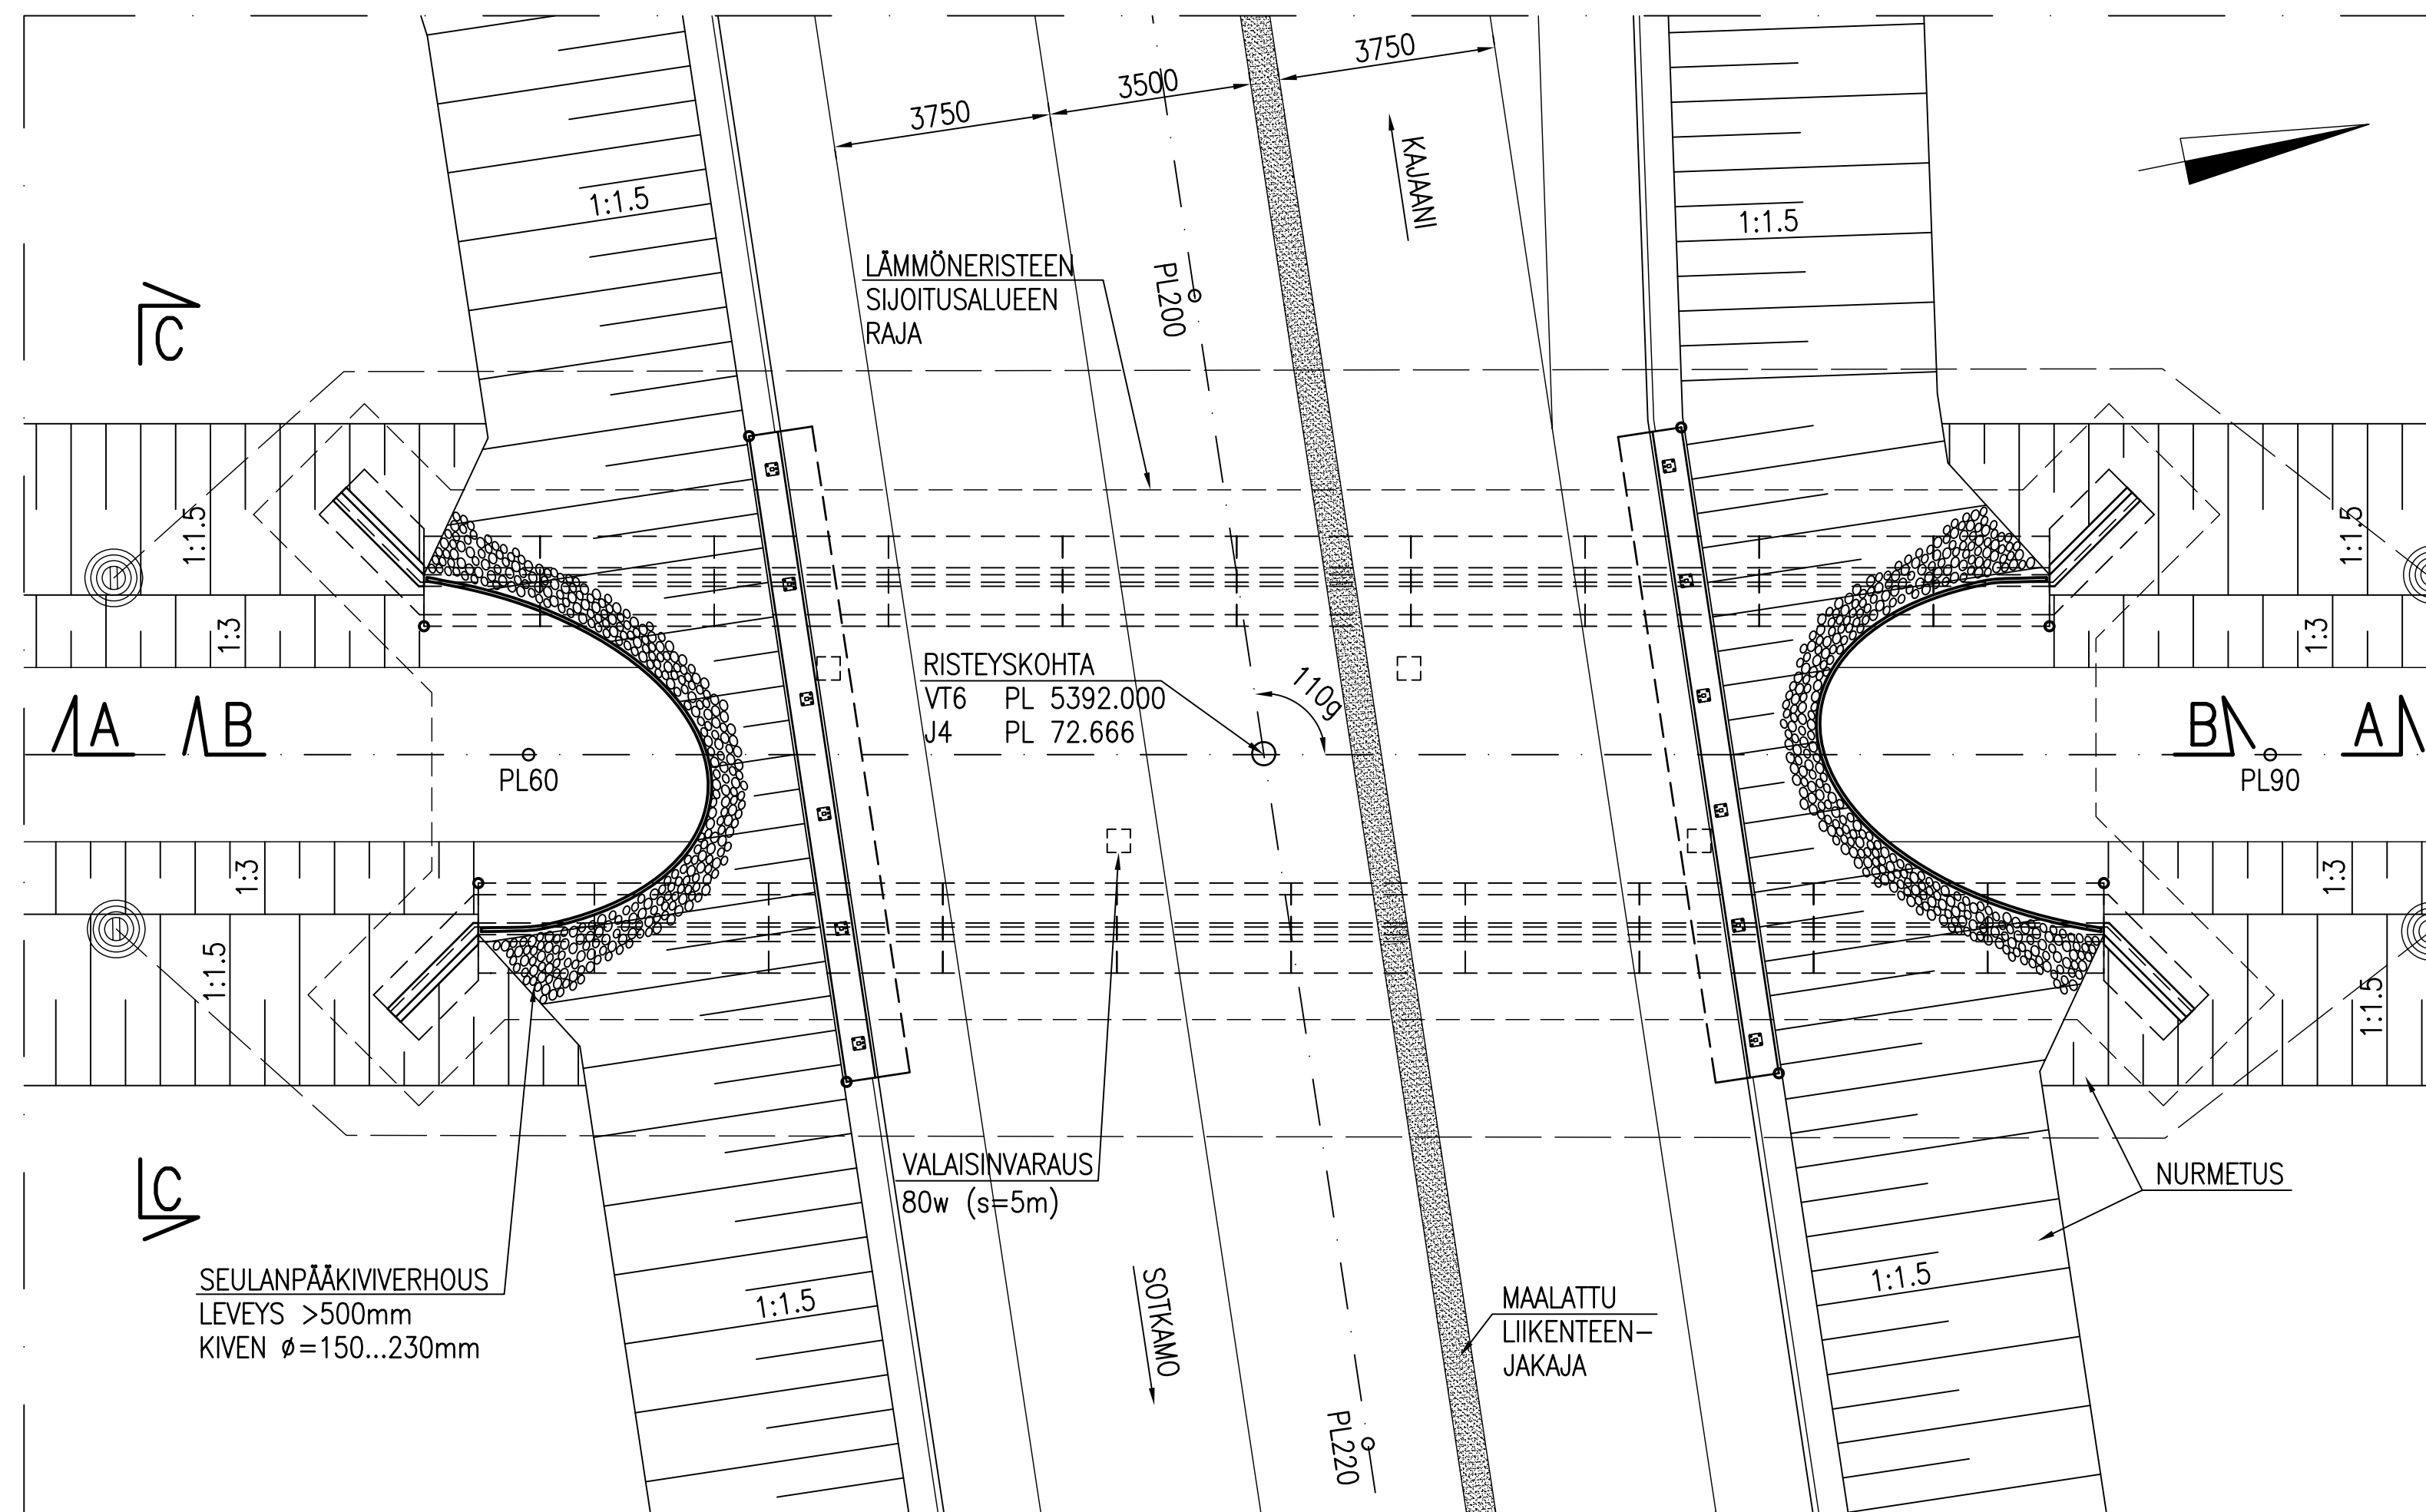 3750
3500
3750
KAJAANI
1:1.5
1:1.5
LÄMMÖNERISTEEN
SIJOITUSALUEEN
RAJA
PL200
C
1:1.5
1:1.5
1:3
1:3
RISTEYSKOHTA
VT6 PL 5392.000
J4 PL 72.666
110g
A B
B A
PL60
PL90
1:3
1:3
1:1.5
1:1.5
VALAISINVARAUS
80w (s=5m)
NURMETUS
C
SEULANPÄÄKIVIVERHOUS
LEVEYS >500mm
KIVEN ø=150...230mm
1:1.5
SOTKAMO
MAALATTU
LIIKENTEEN-
JAKAJA
1:1.5
PL220